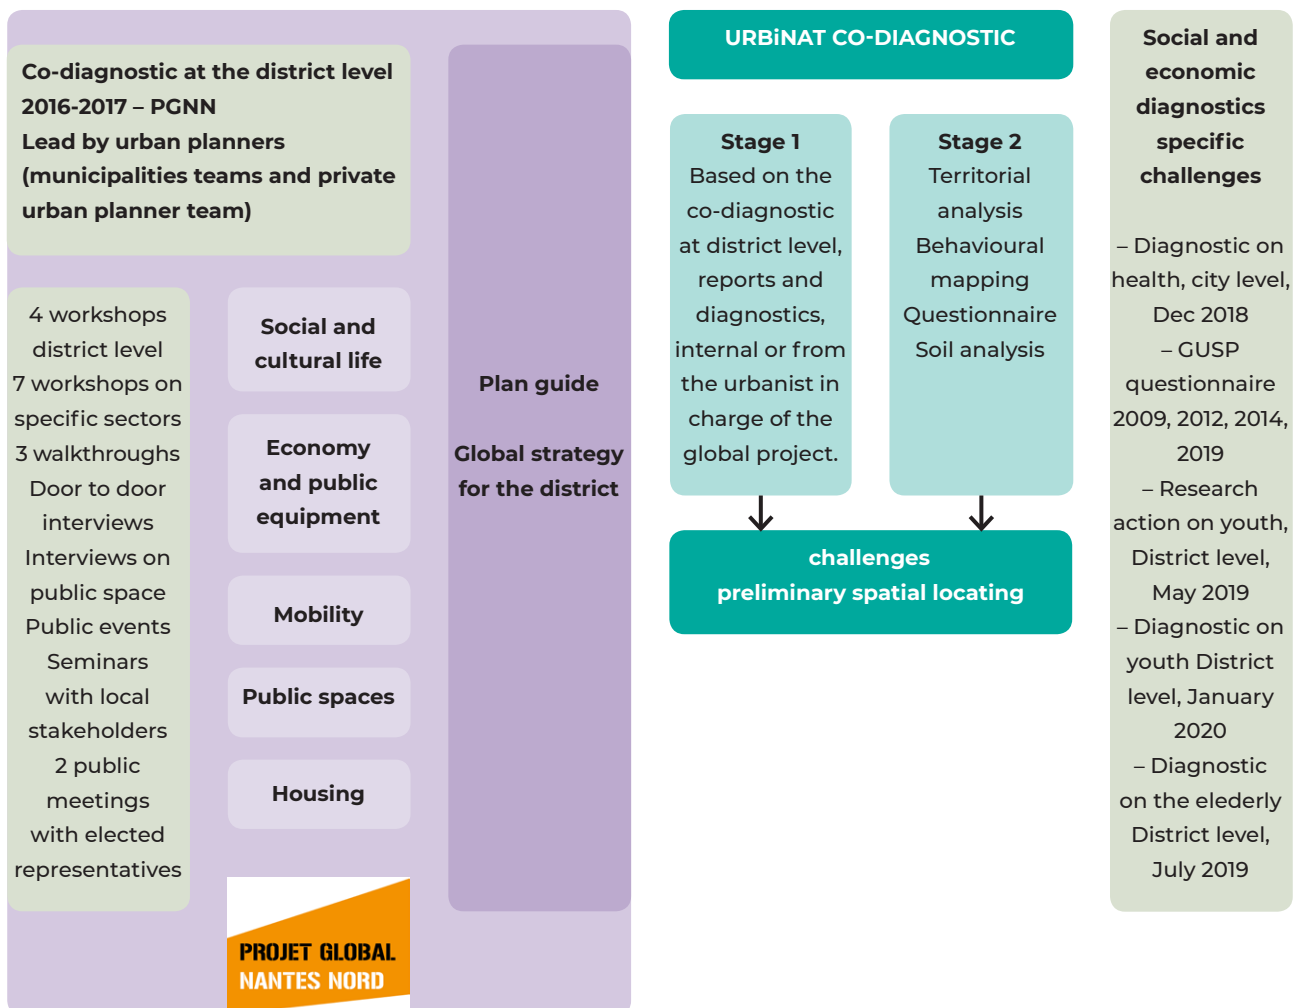 Co-diagnostic at the district level
2016-2017 – PGNN
Lead by urban planners
(municipalities teams and private
urban planner team)
4 workshops
district level
7 workshops on
specific sectors
3 walkthroughs
Door to door
interviews
Interviews on
public space
Public events
Seminars
with local
stakeholders
2 public
meetings
with elected
representatives
Social and
cultural life
Economy
and public
equipment
Mobility
Public spaces
Housing
PROJET GLOBAL
NANTES NORD
Plan guide
Global strategy
for the district
URBiNAT CO-DIAGNOSTIC
Stage 1
Based on the
co-diagnostic
at district level,
reports and
diagnostics,
internal or from
the urbanist in
charge of the
global project.
Stage 2
Territorial
analysis
Behavioural
mapping
Questionnaire
Soil analysis
challenges
preliminary spatial locating
Social and
economic
diagnostics
specific
challenges
– Diagnostic on
health, city level,
Dec 2018
– GUSP
questionnaire
2009, 2012, 2014,
2019
– Research
action on youth,
District level,
May 2019
– Diagnostic on
youth District
level, January
2020
– Diagnostic
on the elederly
District level,
July 2019